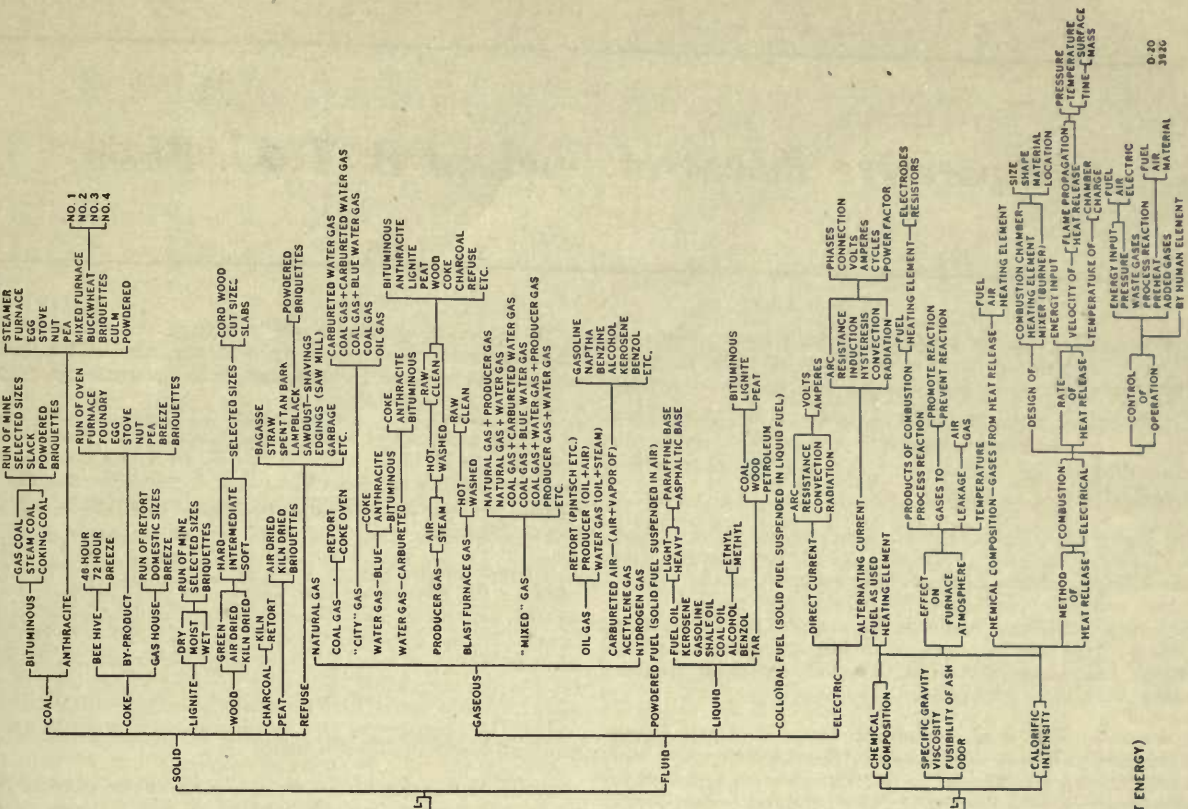 SOLID
COAL
BITUMINOUS
GAS COAL
STEAM COAL
COKING COAL
RUN OF MINE
SELECTED SIZES
SLACK
POWDERED
BRIQUETTES
ANTHRACITE
STEAMER
FURNACE
EGG
STOVE
NUT
PEA
MIXED FURNACE
BUCKWHEAT
BRIQUETTES
CULM
POWDERED
NO. 1
NO. 2
NO. 3
NO. 4
COKE
BEE HIVE
48 HOUR
72 HOUR
BREEZE
BY-PRODUCT
RUN OF OVEN
FURNACE
FOUNDRY
EGG
STOVE
NUT
PEA
BREEZE
BRIQUETTES
GAS HOUSE
RUN OF RETORT
DOMESTIC SIZES
BREEZE
LIGNITE
DRY
MOIST
WET
RUN OF MINE
SELECTED SIZES
BRIQUETTES
WOOD
GREEN
AIR DRIED
KILN DRIED
HARD
INTERMEDIATE
SOFT
SELECTED SIZES
CORD WOOD
CUT SIZES
SLABS
CHARCOAL
KILN
RETORT
PEAT
AIR DRIED
KILN DRIED
BRIQUETTES
REFUSE
BAGASSE
STRAW
SPENT TAN BARK
LAMPBLACK
SAWDUST-SHAVINGS
EDGINGS (SAW MILL)
GARBAGE
ETC.
POWDERED
BRIQUETTES
FLUID
GASEOUS
NATURAL GAS
COAL GAS
RETORT
COKE OVEN
"CITY" GAS
CARBURETED WATER GAS
COAL GAS + CARBURETED WATER GAS
COAL GAS + BLUE WATER GAS
COAL GAS
OIL GAS
WATER GAS-BLUE
COKE
ANTHRACITE
BITUMINOUS
WATER GAS-CARBURETED
COKE
ANTHRACITE
BITUMINOUS
PRODUCER GAS
AIR
STEAM
HOT
WASHED
RAW
CLEAN
BITUMINOUS
ANTHRACITE
LIGNITE
PEAT
WOOD
COKE
CHARCOAL
REFUSE
ETC.
BLAST FURNACE GAS
HOT
WASHED
RAW
CLEAN
"MIXED" GAS
NATURAL GAS + PRODUCER GAS
NATURAL GAS + WATER GAS
COAL GAS + CARBURETED WATER GAS
COAL GAS + BLUE WATER GAS
COAL GAS + WATER GAS + PRODUCER GAS
PRODUCER GAS + WATER GAS
ETC.
OIL GAS
RETORT (PINTSCH ETC.)
PRODUCER (OIL + AIR)
WATER GAS (OIL + STEAM)
CARBURETED AIR-(AIR + VAPOR OF)
GASOLINE
NAPTHA
BENZINE
ALCOHOL
KEROSENE
BENZOL
ETC.
ACETYLENE GAS
HYDROGEN GAS
POWDERED FUEL (SOLID FUEL SUSPENDED IN AIR)
LIQUID
FUEL OIL
LIGHT
HEAVY
PARAFFINE BASE
ASPHALTIC BASE
KEROSENE
GASOLINE
SHALE OIL
COAL OIL
ALCOHOL
ETHYL
METHYL
BENZOL
TAR
COAL
WOOD
PETROLEUM
BITUMINOUS
LIGNITE
PEAT
COLLOIDAL FUEL (SOLID FUEL SUSPENDED IN LIQUID FUEL)
ELECTRIC
DIRECT CURRENT
ARC
RESISTANCE
CONVECTION
RADIATION
VOLTS
AMPERES
ALTERNATING CURRENT
ARC
RESISTANCE
INDUCTION
HYSTERESIS
CONVECTION
RADIATION
PHASES
CONNECTION
VOLTS
AMPERES
CYCLES
POWER FACTOR
CHEMICAL
COMPOSITION
FUEL AS USED
HEATING ELEMENT
SPECIFIC GRAVITY
VISCOSITY
FUSIBILITY OF ASH
ODOR
EFFECT
ON
FURNACE
ATMOSPHERE
PRODUCTS OF COMBUSTION
PROCESS REACTION
FUEL
HEATING ELEMENT
ELECTRODES
RESISTORS
GASES TO
PROMOTE REACTION
PREVENT REACTION
LEAKAGE
AIR
GAS
TEMPERATURE
CALORIFIC
INTENSITY
CHEMICAL COMPOSITION-GASES FROM HEAT RELEASE
FUEL
AIR
HEATING ELEMENT
METHOD
OF
HEAT RELEASE
COMBUSTION
ELECTRICAL
DESIGN OF
COMBUSTION CHAMBER
HEATING ELEMENT
MIXER (BURNER)
ENERGY INPUT
SIZE
SHAPE
MATERIAL
LOCATION
RATE
OF
HEAT RELEASE
VELOCITY OF
FLAME PROPAGATION
HEAT RELEASE
PRESSURE
TEMPERATURE
TIME
SURFACE
MASS
TEMPERATURE OF
CHAMBER
CHARGE
CONTROL
OF
OPERATION
ENERGY INPUT
PRESSURE
WASTE GASES
PROCESS REACTION
PREHEAT
ADDED GASES
BY HUMAN ELEMENT
FUEL
AIR
ELECTRIC
FUEL
AIR
MATERIAL
T ENERGY)
D-20
3920